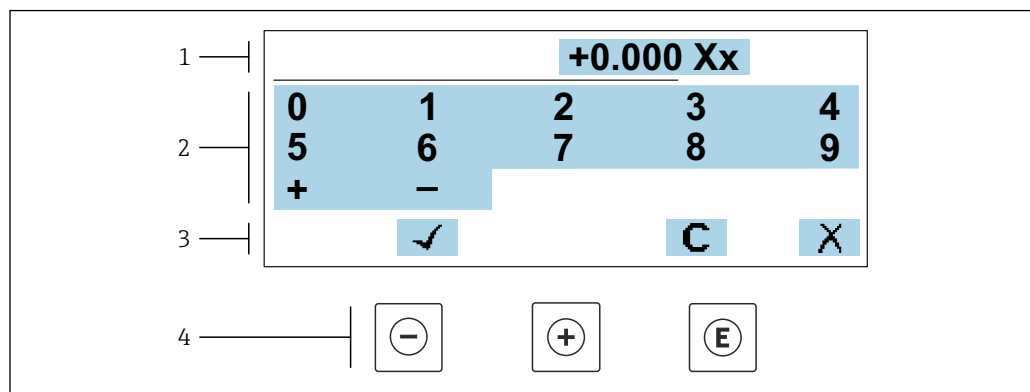 1 +0.000 Xx
0 1 2 3 4
2 5 6 7 8 9
+ −
3 ✓ C X
4 − + E